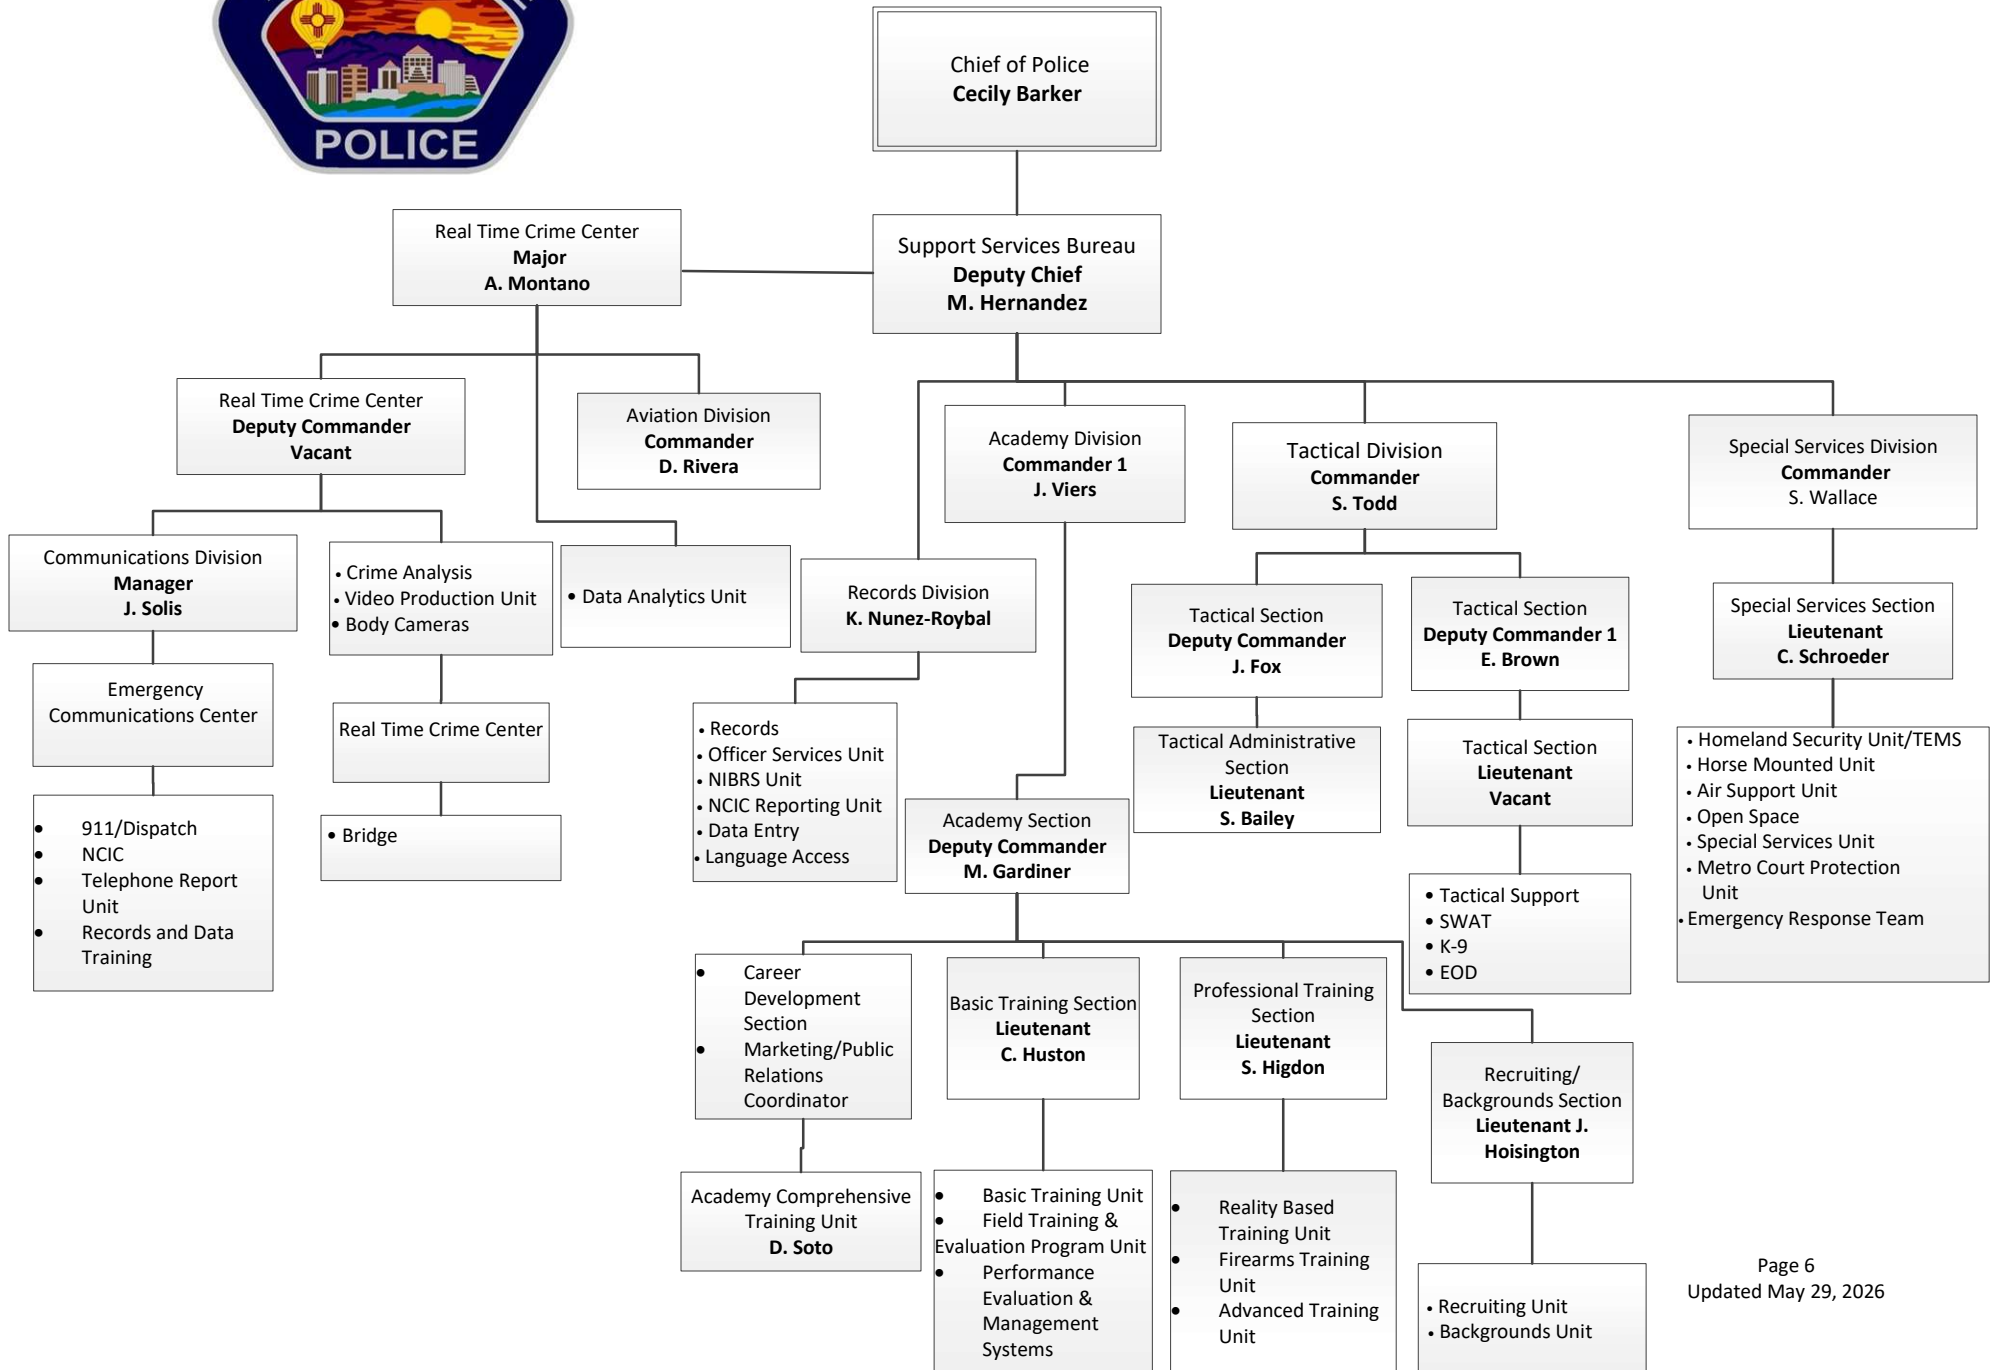 POLICE
Chief of Police
Cecily Barker
Real Time Crime Center
Major
A. Montano
Support Services Bureau
Deputy Chief
M. Hernandez
Real Time Crime Center
Deputy Commander
Vacant
Aviation Division
Commander
D. Rivera
Academy Division
Commander 1
J. Viers
Tactical Division
Commander
S. Todd
Special Services Division
Commander
S. Wallace
Communications Division
Manager
J. Solis
• Crime Analysis
• Video Production Unit
• Body Cameras
• Data Analytics Unit
Records Division
K. Nunez-Roybal
Tactical Section
Deputy Commander
J. Fox
Tactical Section
Deputy Commander 1
E. Brown
Special Services Section
Lieutenant
C. Schroeder
Emergency
Communications Center
Real Time Crime Center
• Records
• Officer Services Unit
• NIBRS Unit
• NCIC Reporting Unit
• Data Entry
• Language Access
Tactical Administrative
Section
Lieutenant
S. Bailey
Tactical Section
Lieutenant
Vacant
• Homeland Security Unit/TEMS
• Horse Mounted Unit
• Air Support Unit
• Open Space
• Special Services Unit
• Metro Court Protection
Unit
• Emergency Response Team
• 911/Dispatch
• NCIC
• Telephone Report
Unit
• Records and Data
Training
• Bridge
Academy Section
Deputy Commander
M. Gardiner
• Tactical Support
• SWAT
• K-9
• EOD
• Career
Development
Section
• Marketing/Public
Relations
Coordinator
Basic Training Section
Lieutenant
C. Huston
Professional Training
Section
Lieutenant
S. Higdon
Recruiting/
Backgrounds Section
Lieutenant J.
Hoisington
Academy Comprehensive
Training Unit
D. Soto
• Basic Training Unit
• Field Training &
Evaluation Program Unit
• Performance
Evaluation &
Management
Systems
• Reality Based
Training Unit
• Firearms Training
Unit
• Advanced Training
Unit
• Recruiting Unit
• Backgrounds Unit
Page 6
Updated May 29, 2026